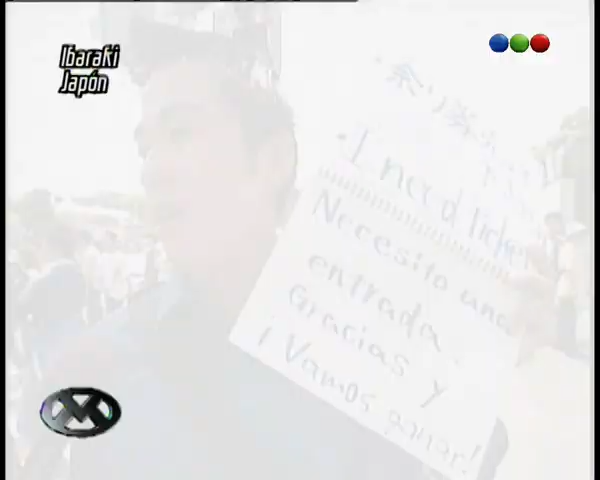 Ibaraki
Japón
I need ticket
Necesito una
entrada.
Gracias y
¡Vamos ganar!